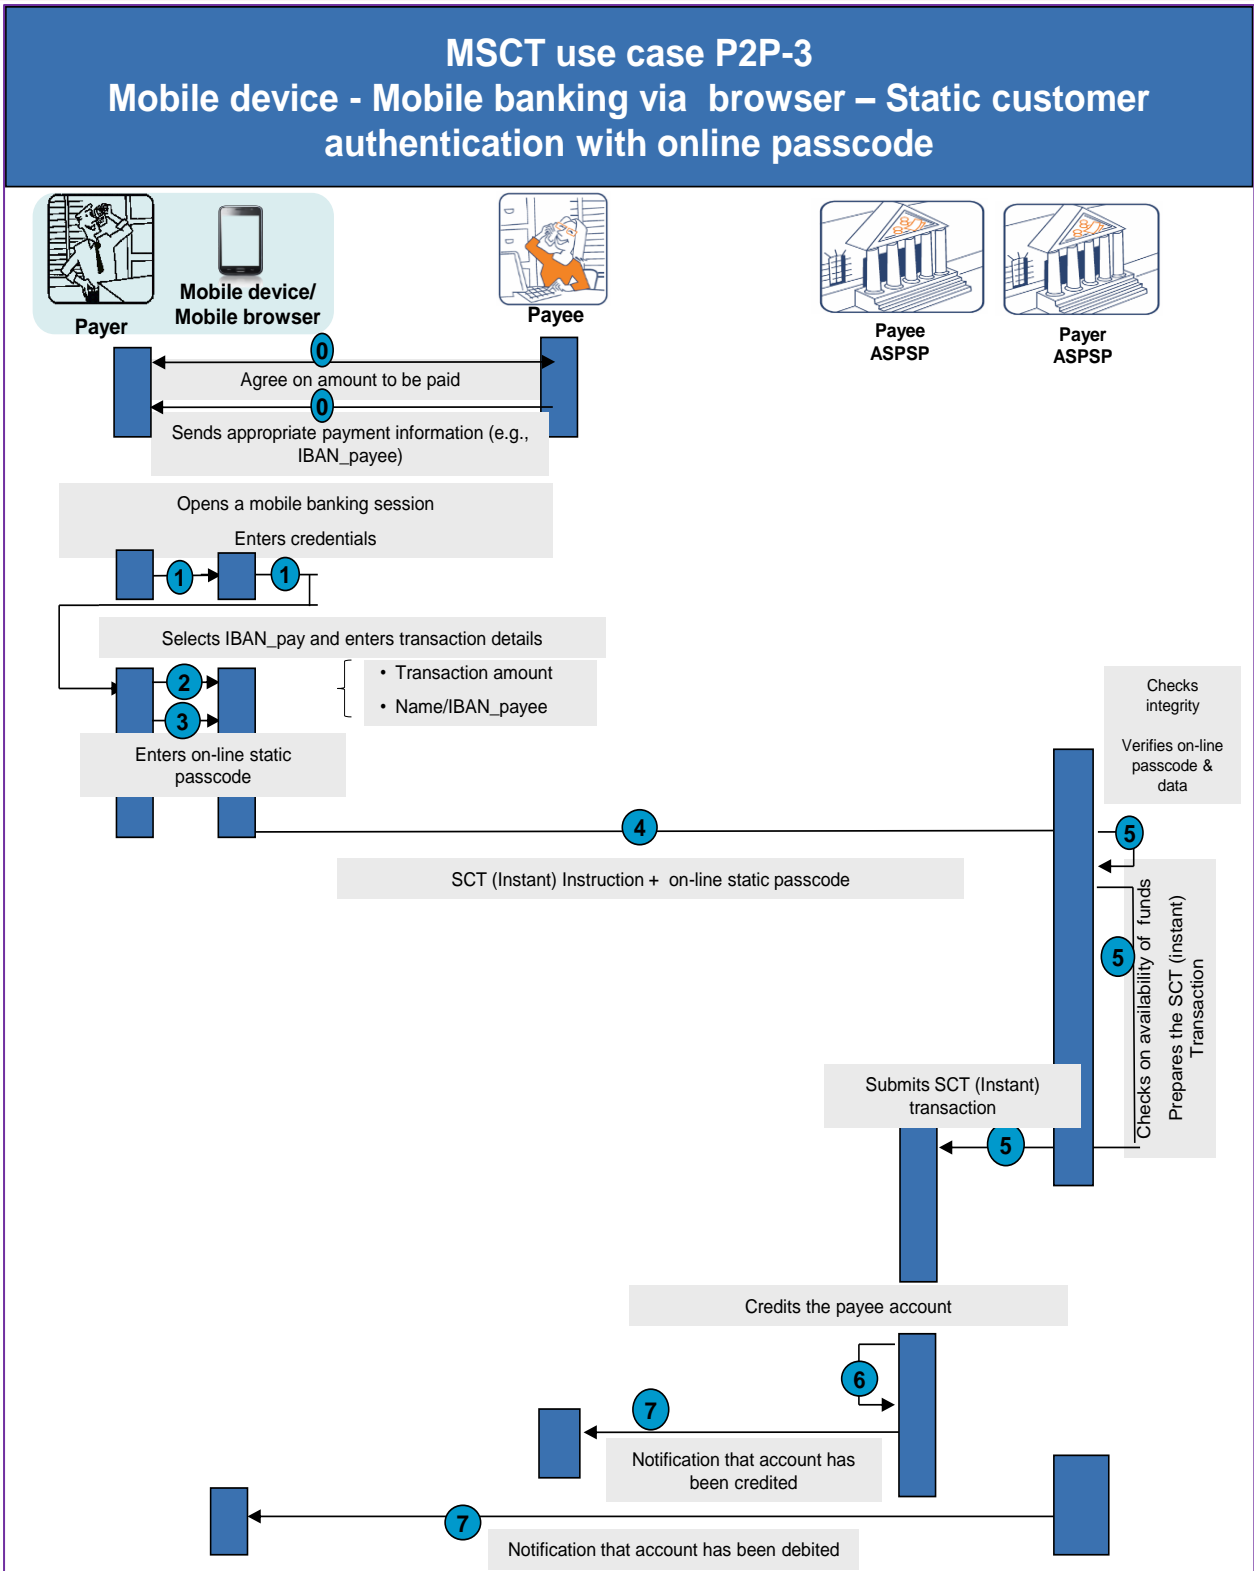 MSCT use case P2P-3
Mobile device - Mobile banking via browser – Static customer
authentication with online passcode
Mobile device/
Mobile browser
Payer
Payee
Payee
ASPSP
Payer
ASPSP
0
Agree on amount to be paid
0
Sends appropriate payment information (e.g.,
IBAN_payee)
Opens a mobile banking session
Enters credentials
1
1
Selects IBAN_pay and enters transaction details
2
• Transaction amount
• Name/IBAN_payee
3
Enters on-line static
passcode
Checks
integrity
Verifies on-line
passcode &
data
4
5
SCT (Instant) Instruction + on-line static passcode
5
Checks on availability of funds
Prepares the SCT (instant)
Transaction
Submits SCT (Instant)
transaction
5
Credits the payee account
6
7
Notification that account has
been credited
7
Notification that account has been debited